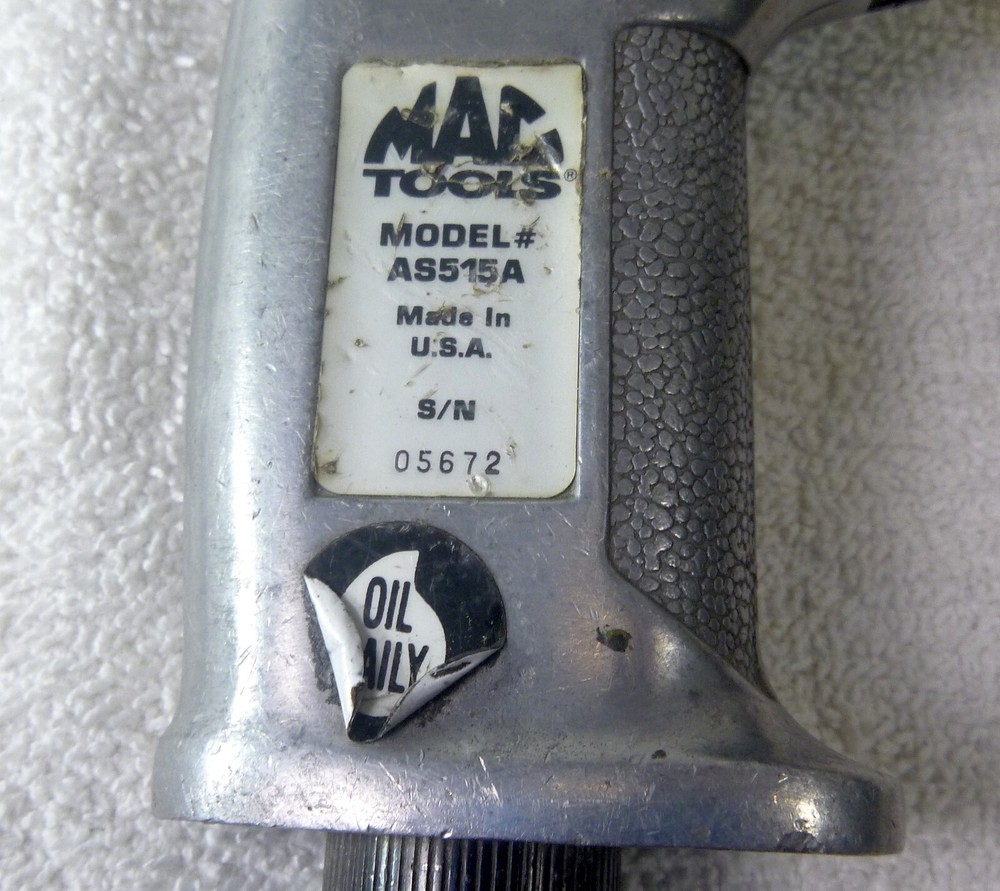 MAC
TOOLS®
MODEL#
AS515A
Made In
U.S.A.
S/N
05672
OIL
AILY